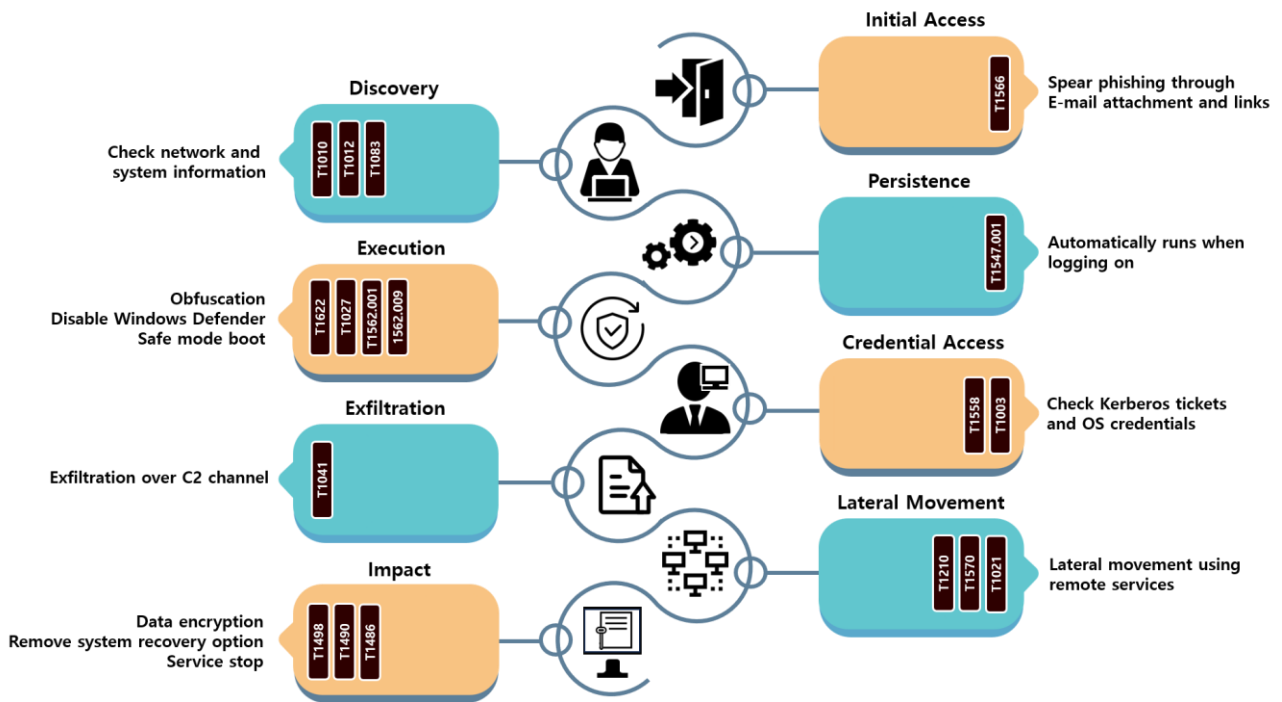 Initial Access
T1566
Spear phishing through
E-mail attachment and links
Discovery
T1010
T1012
T1083
Check network and
system information
Persistence
T1547.001
Automatically runs when
logging on
Execution
T1622
T1027
T1562.001
1562.009
Obfuscation
Disable Windows Defender
Safe mode boot
Credential Access
T1558
T1003
Check Kerberos tickets
and OS credentials
Exfiltration
T1041
Exfiltration over C2 channel
Lateral Movement
T1210
T1570
T1021
Lateral movement using
remote services
Impact
T1498
T1490
T1486
Data encryption
Remove system recovery option
Service stop